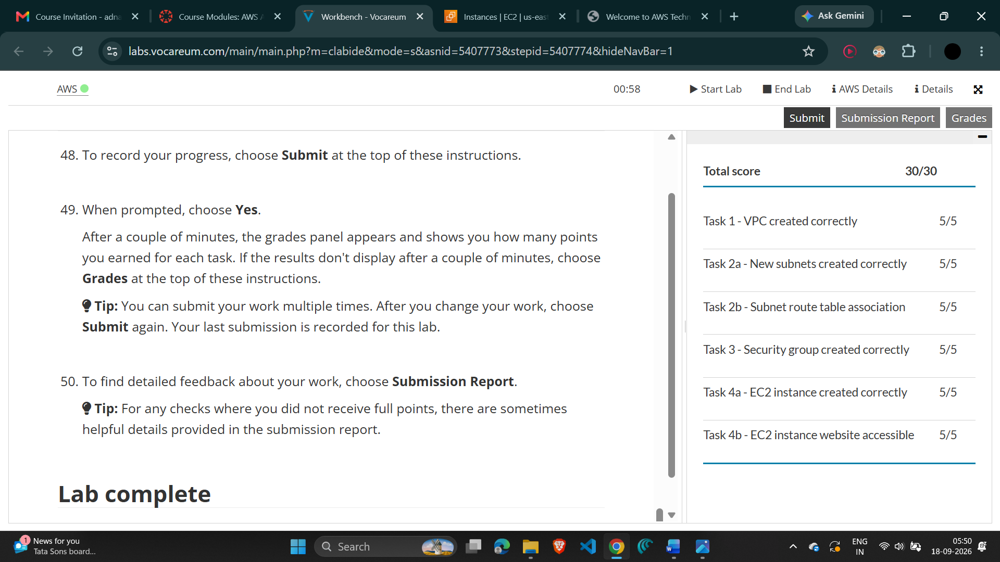 Course Invitation - adna
Course Modules: AWS A
Workbench - Vocareum
Instances | EC2 | us-east
Welcome to AWS Techn
Ask Gemini
labs.vocareum.com/main/main.php?m=clabide&mode=s&asnid=5407773&stepid=5407774&hideNavBar=1
AWS
00:58
Start Lab
End Lab
AWS Details
Details
Submit
Submission Report
Grades
48. To record your progress, choose Submit at the top of these instructions.
49. When prompted, choose Yes.
After a couple of minutes, the grades panel appears and shows you how many points
you earned for each task. If the results don't display after a couple of minutes, choose
Grades at the top of these instructions.
Tip: You can submit your work multiple times. After you change your work, choose
Submit again. Your last submission is recorded for this lab.
50. To find detailed feedback about your work, choose Submission Report.
Tip: For any checks where you did not receive full points, there are sometimes
helpful details provided in the submission report.
Lab complete
Total score 30/30
Task 1 - VPC created correctly 5/5
Task 2a - New subnets created correctly 5/5
Task 2b - Subnet route table association 5/5
Task 3 - Security group created correctly 5/5
Task 4a - EC2 instance created correctly 5/5
Task 4b - EC2 instance website accessible 5/5
1
News for you
Tata Sons board...
Search
ENG
IN
05:50
18-09-2026